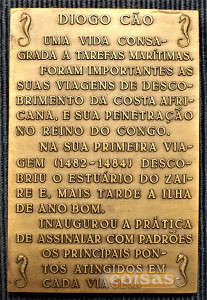 DIOGO CÃO
UMA VIDA CONSA-
GRADA A TAREFAS MARÍTIMAS.
FORAM IMPORTANTES AS
SUAS VIAGENS DE DESCO-
BRIMENTO DA COSTA AFRI-
CANA, E SUA PENETRAÇÃO
NO REINO DO CONGO.
NA SUA PRIMEIRA VIA-
GEM (1482-1484) DESCO-
BRIU O ESTUÁRIO DO ZAI-
RE E, MAIS TARDE A ILHA
DE ANO BOM.
INAUGUROU A PRÁTICA
DE ASSINALAR COM PADRÕES
OS PRINCIPAIS PON-
TOS ATINGIDOS EM
CADA
coisas